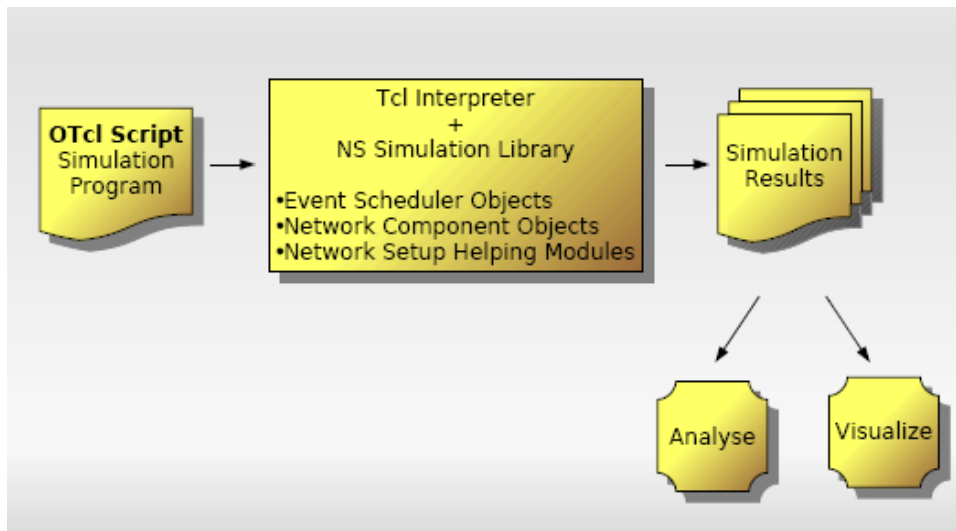 OTcl Script
Simulation
Program
Tcl Interpreter
+
NS Simulation Library
•Event Scheduler Objects
•Network Component Objects
•Network Setup Helping Modules
Simulation
Results
Analyse
Visualize